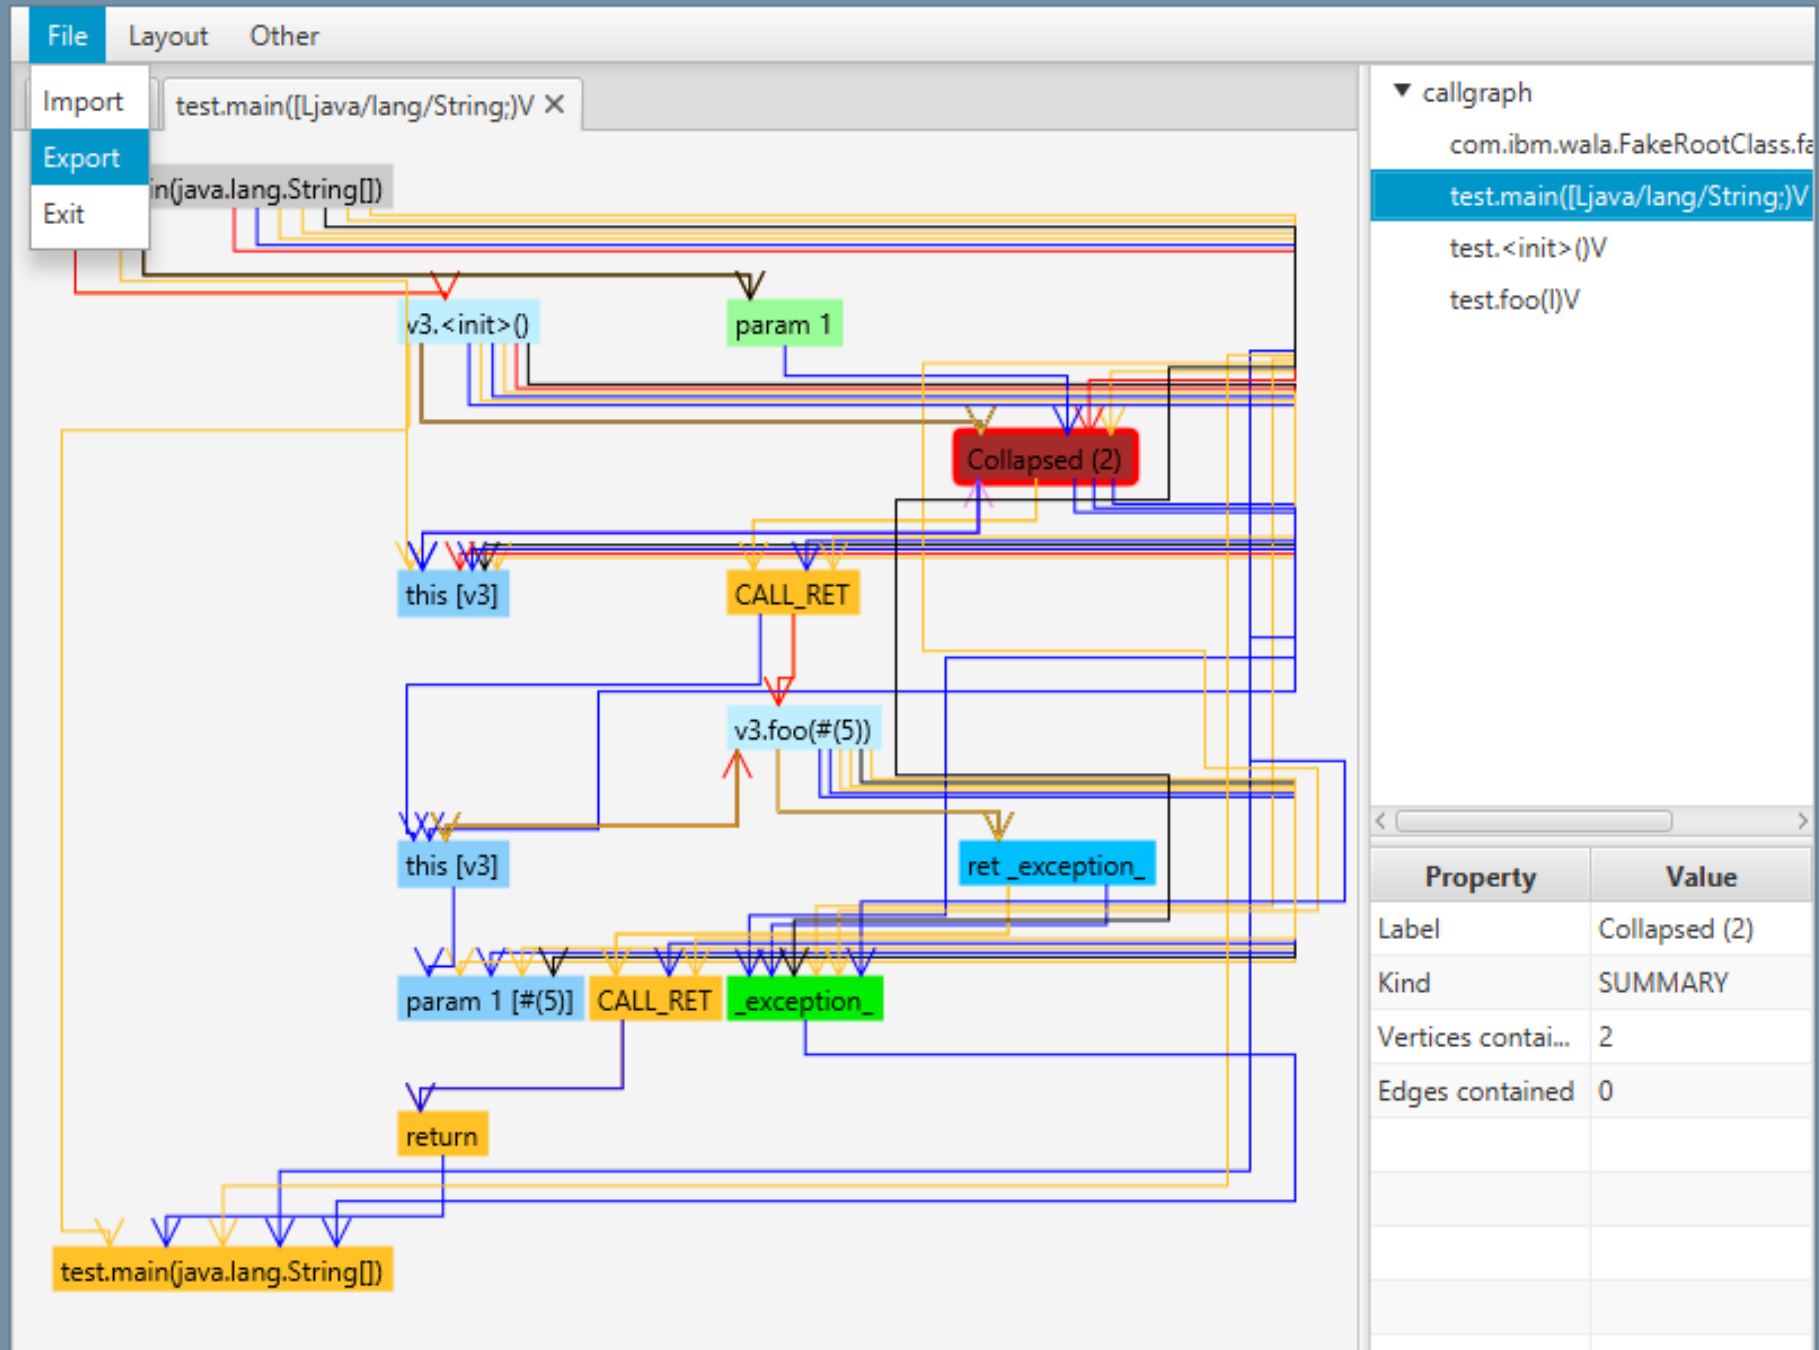 File Layout Other
Import
Export
Exit
test.main([Ljava/lang/String;)V
in(java.lang.String[])
v3.<init>()
param 1
Collapsed (2)
this [v3]
CALL_RET
v3.foo(#(5))
this [v3]
ret _exception_
param 1 [#(5)]
CALL_RET
_exception_
return
test.main(java.lang.String[])
callgraph
com.ibm.wala.FakeRootClass.fa
test.main([Ljava/lang/String;)V
test.<init>()V
test.foo(I)V
Property Value
Label Collapsed (2)
Kind SUMMARY
Vertices contai... 2
Edges contained 0